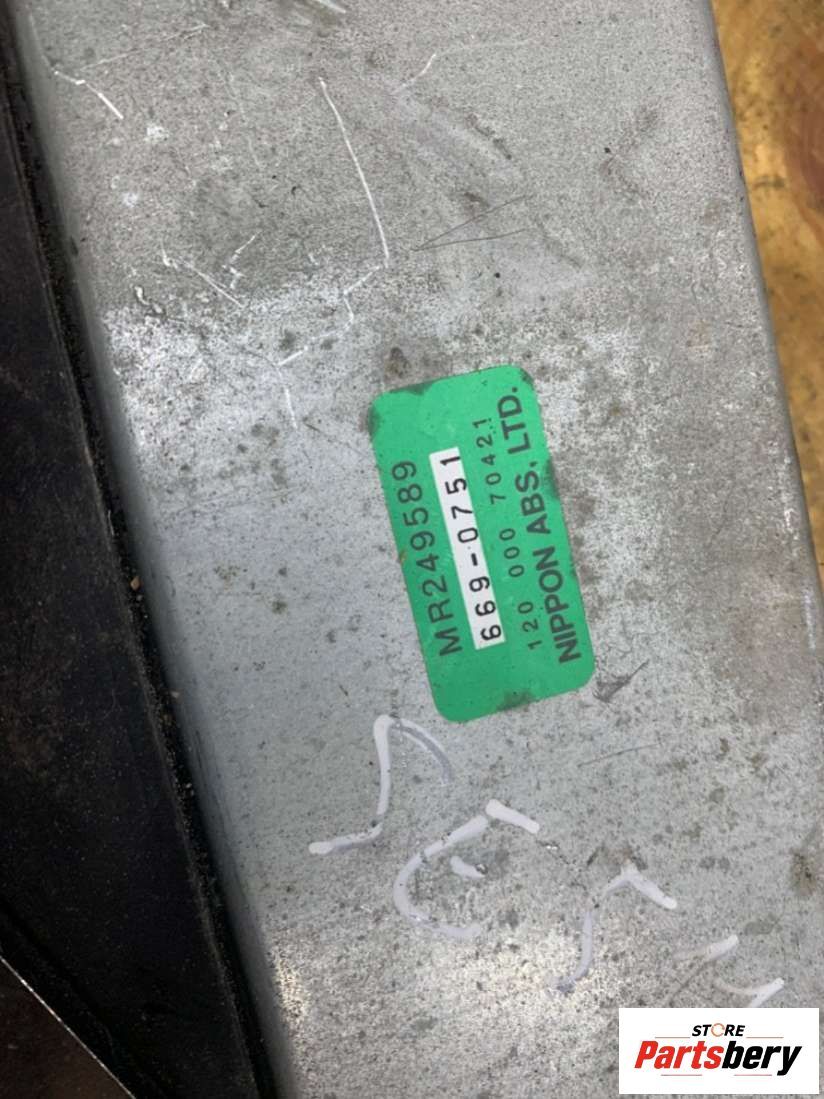 MR249589
669-0751
120 000 70421
NIPPON ABS, LTD.
STORE
Partsbery